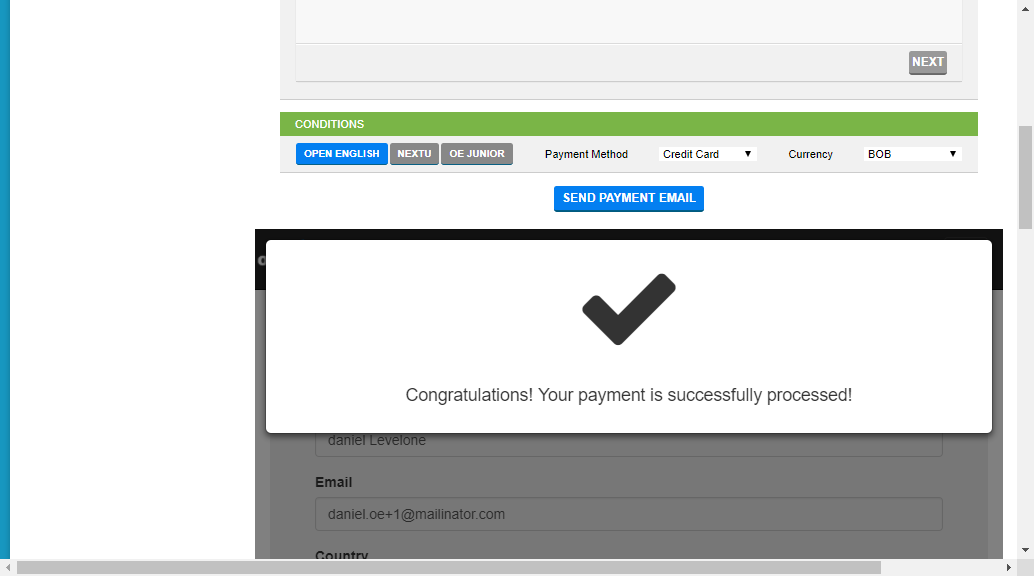 NEXT
CONDITIONS
OPEN ENGLISH NEXTU OE JUNIOR Payment Method Credit Card Currency BOB
SEND PAYMENT EMAIL
Congratulations! Your payment is successfully processed!
daniel Levelone
Email
daniel.oe+1@mailinator.com
Country